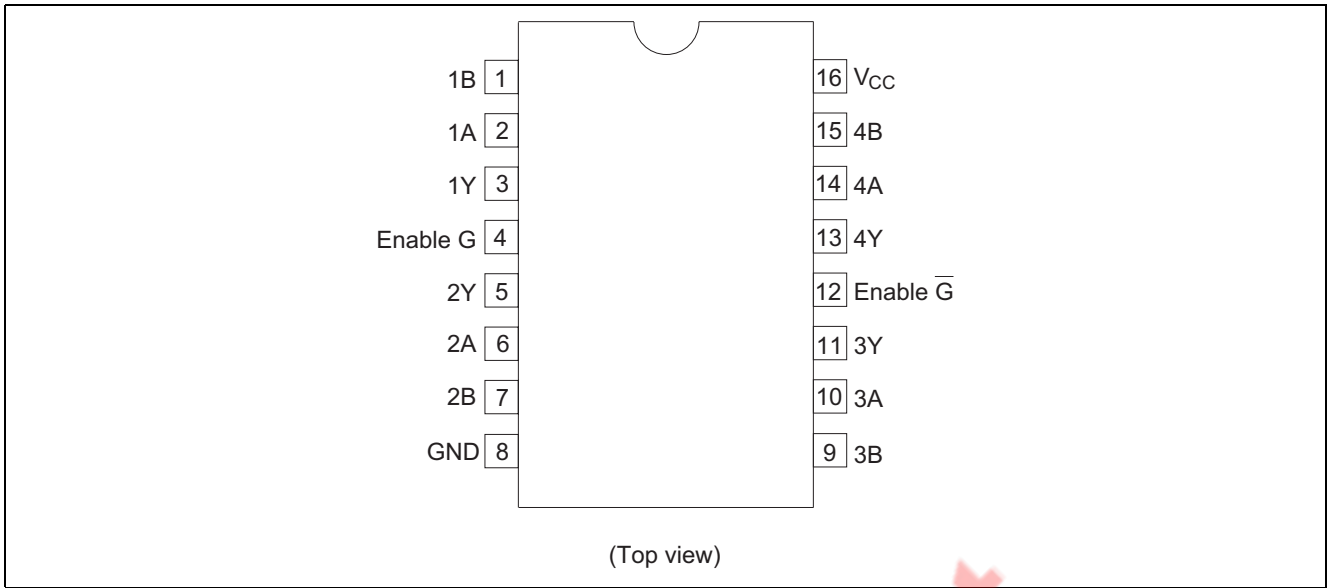 1B 1
1A 2
1Y 3
Enable G 4
2Y 5
2A 6
2B 7
GND 8
16 VCC
15 4B
14 4A
13 4Y
12 Enable G̅
11 3Y
10 3A
9 3B
(Top view)